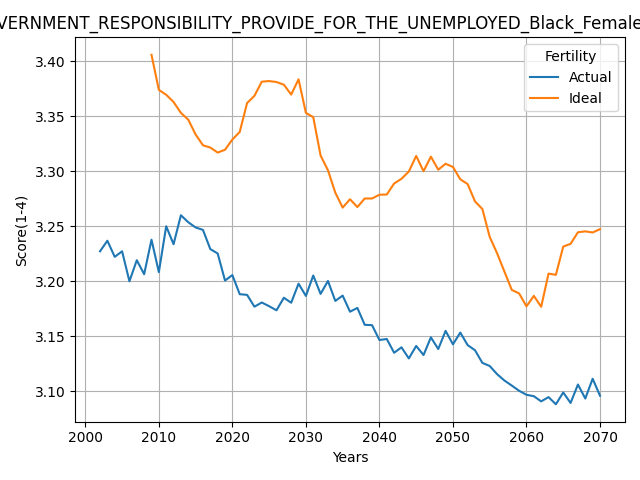 VERNMENT_RESPONSIBILITY_PROVIDE_FOR_THE_UNEMPLOYED_Black_Female
Fertility
Actual
Ideal
3.40
3.35
3.30
3.25
3.20
3.15
3.10
Score(1-4)
2000 2010 2020 2030 2040 2050 2060 2070
Years